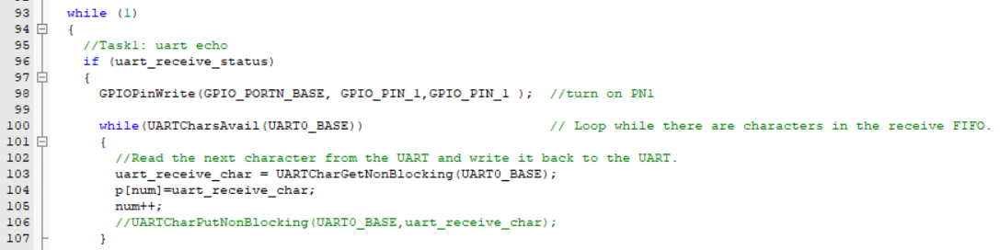 93 while (1)
94 {
95 //Task1: uart echo
96 if (uart_receive_status)
97 {
98 GPIOPinWrite(GPIO_PORTN_BASE, GPIO_PIN_1,GPIO_PIN_1 ); //turn on PN1
99
100 while(UARTCharsAvail(UART0_BASE)) // Loop while there are characters in the receive FIFO.
101 {
102 //Read the next character from the UART and write it back to the UART.
103 uart_receive_char = UARTCharGetNonBlocking(UART0_BASE);
104 p[num]=uart_receive_char;
105 num++;
106 //UARTCharPutNonBlocking(UART0_BASE,uart_receive_char);
107 }